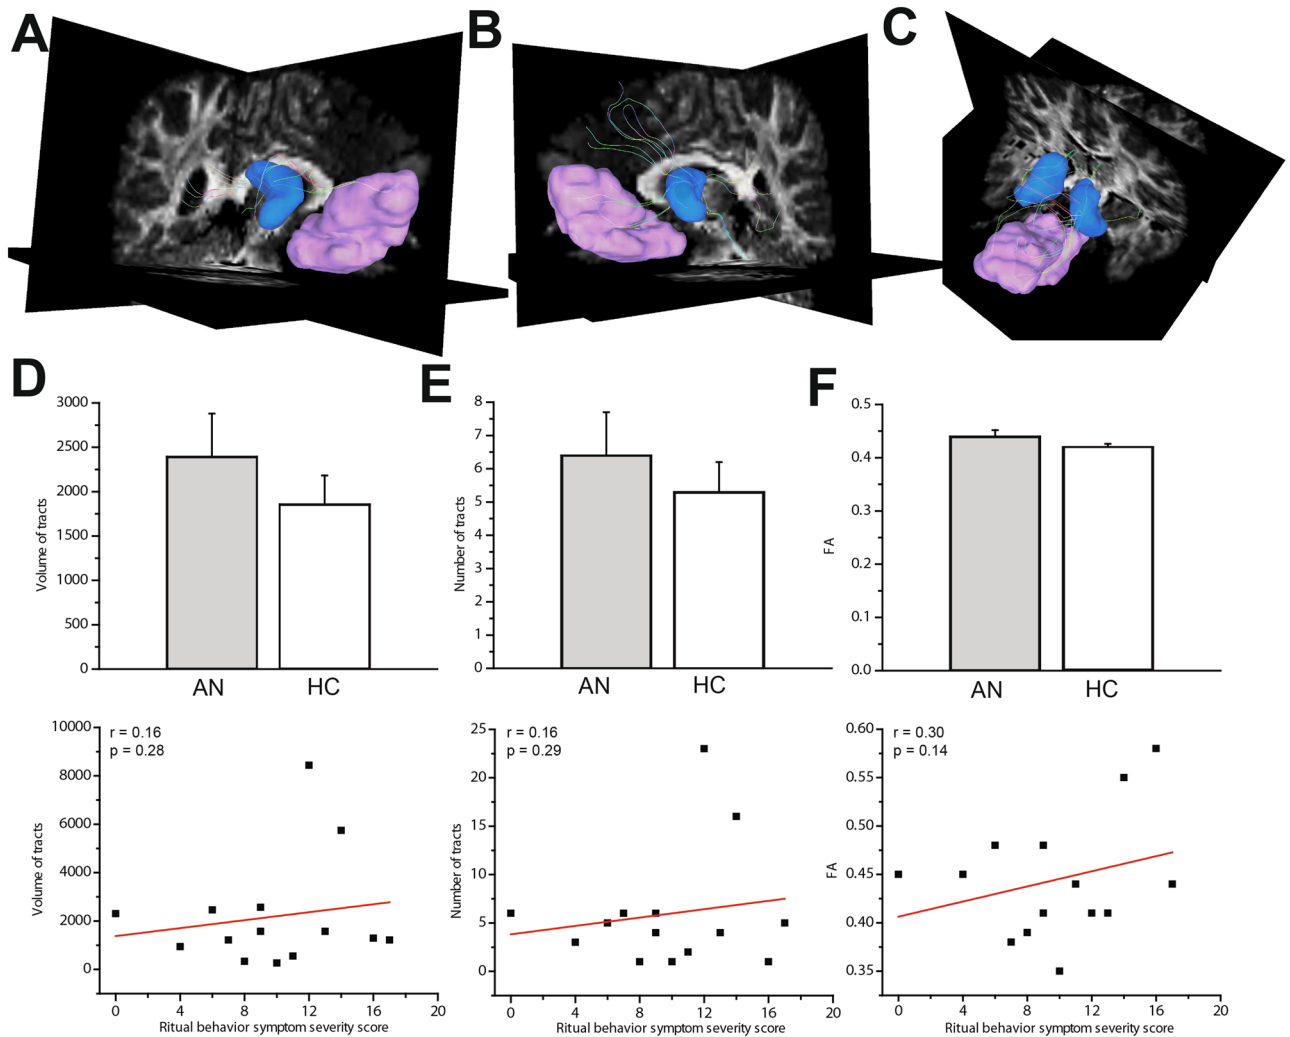 A
B
C
D
3000
2500
2000
1500
1000
500
0
Volume of tracts
AN
HC
E
8
7
6
5
4
3
2
1
0
Number of tracts
AN
HC
F
0.5
0.4
0.3
0.2
0.1
0.0
FA
AN
HC
10000
8000
6000
4000
2000
0
Volume of tracts
r = 0.16
p = 0.28
0 4 8 12 16 20
Ritual behavior symptom severity score
25
20
15
10
5
0
Number of tracts
r = 0.16
p = 0.29
0 4 8 12 16 20
Ritual behavior symptom severity score
0.60
0.55
0.50
0.45
0.40
0.35
FA
r = 0.30
p = 0.14
0 4 8 12 16 20
Ritual behavior symptom severity score